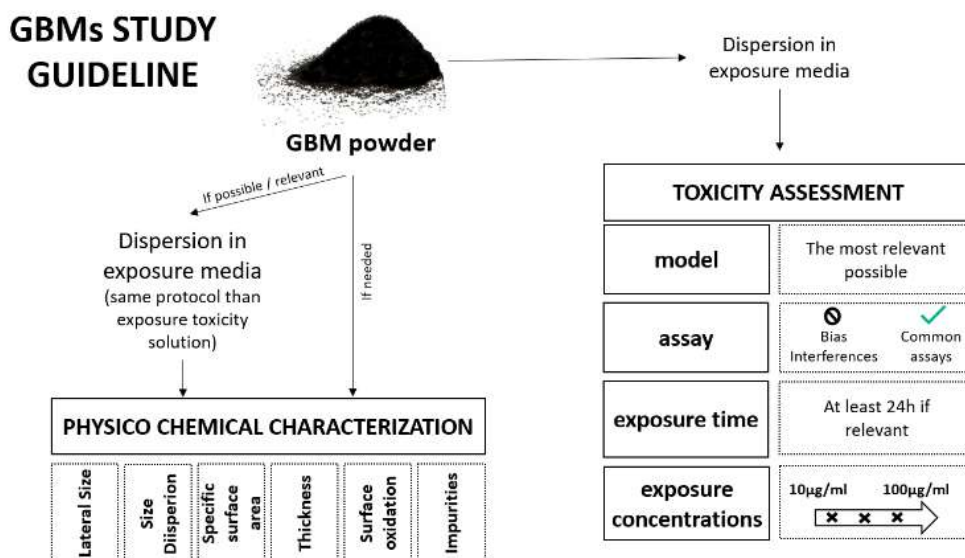 GBMs STUDY
GUIDELINE
GBM powder
Dispersion in
exposure media
If possible / relevant
If needed
Dispersion in
exposure media
(same protocol than
exposure toxicity
solution)
PHYSICO CHEMICAL CHARACTERIZATION
Lateral Size
Size
Diisperion
Specific
surface
area
Thickness
Surface
oxidation
Impurities
TOXICITY ASSESSMENT
model
The most relevant
possible
assay
Bias
Interferences
Common
assays
exposure time
At least 24h if
relevant
exposure
concentrations
10µg/ml
100µg/ml